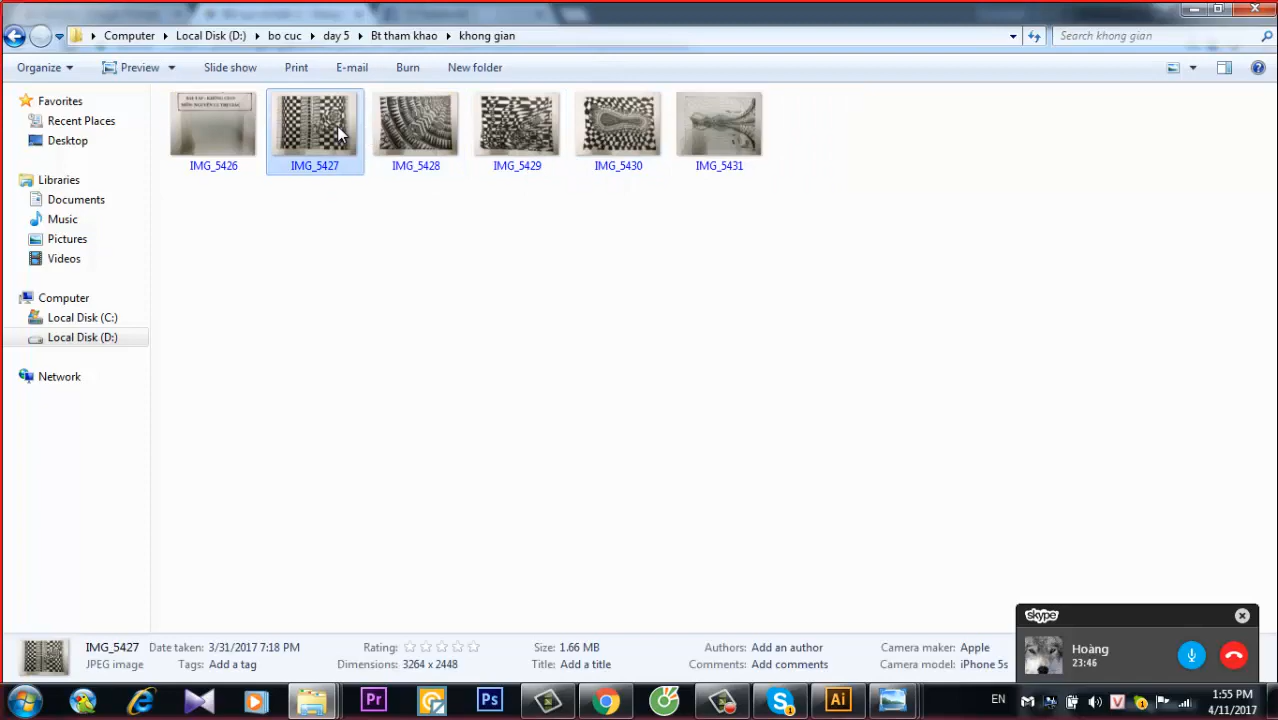 Computer
Local Disk (D:)
bo cuc
day 5
Bt tham khao
khong gian
Search khong gian
Organize
Preview
Slide show
Print
E-mail
Burn
New folder
Favorites
Recent Places
Desktop
Libraries
Documents
Music
Pictures
Videos
Computer
Local Disk (C:)
Local Disk (D:)
Network
IMG_5426
IMG_5427
IMG_5428
IMG_5429
IMG_5430
IMG_5431
IMG_5427 Date taken: 3/31/2017 7:18 PM Rating: Size: 1.66 MB Authors: Add an author Camera maker: Apple
JPEG image Tags: Add a tag Dimensions: 3264 x 2448 Title: Add a title Comments: Add comments Camera model: iPhone 5s
skype
Hoàng
23:46
Pr
Ps
S
1
Ai
EN
V
1:55 PM
4/11/2017